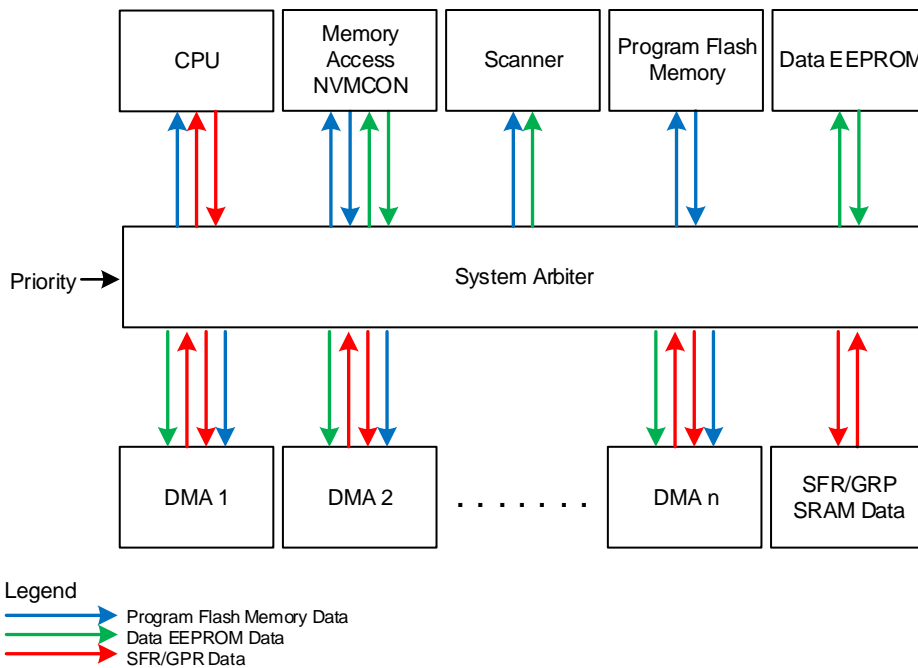 CPU
Memory
Access
NVMCON
Scanner
Program Flash
Memory
Data EEPROM
Priority
System Arbiter
DMA 1
DMA 2
. . . . . . .
DMA n
SFR/GRP
SRAM Data
Legend
Program Flash Memory Data
Data EEPROM Data
SFR/GPR Data